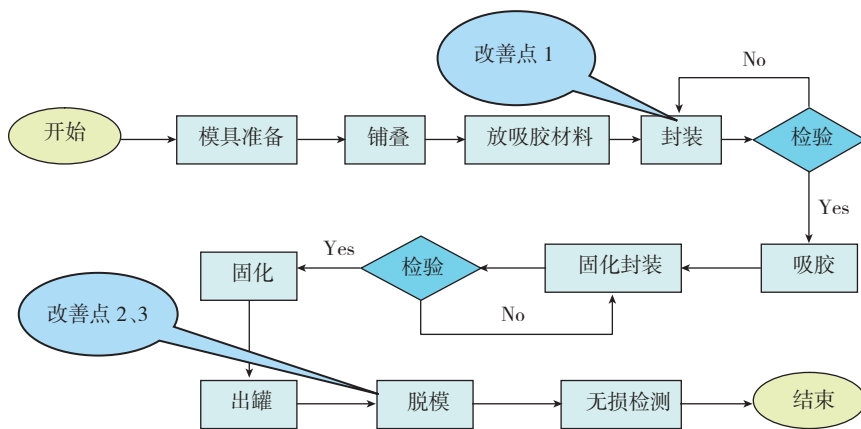 改善点 1
No
开始
模具准备
铺叠
放吸胶材料
封装
检验
Yes
Yes
固化
检验
固化封装
吸胶
No
改善点 2、3
出罐
脱模
无损检测
结束